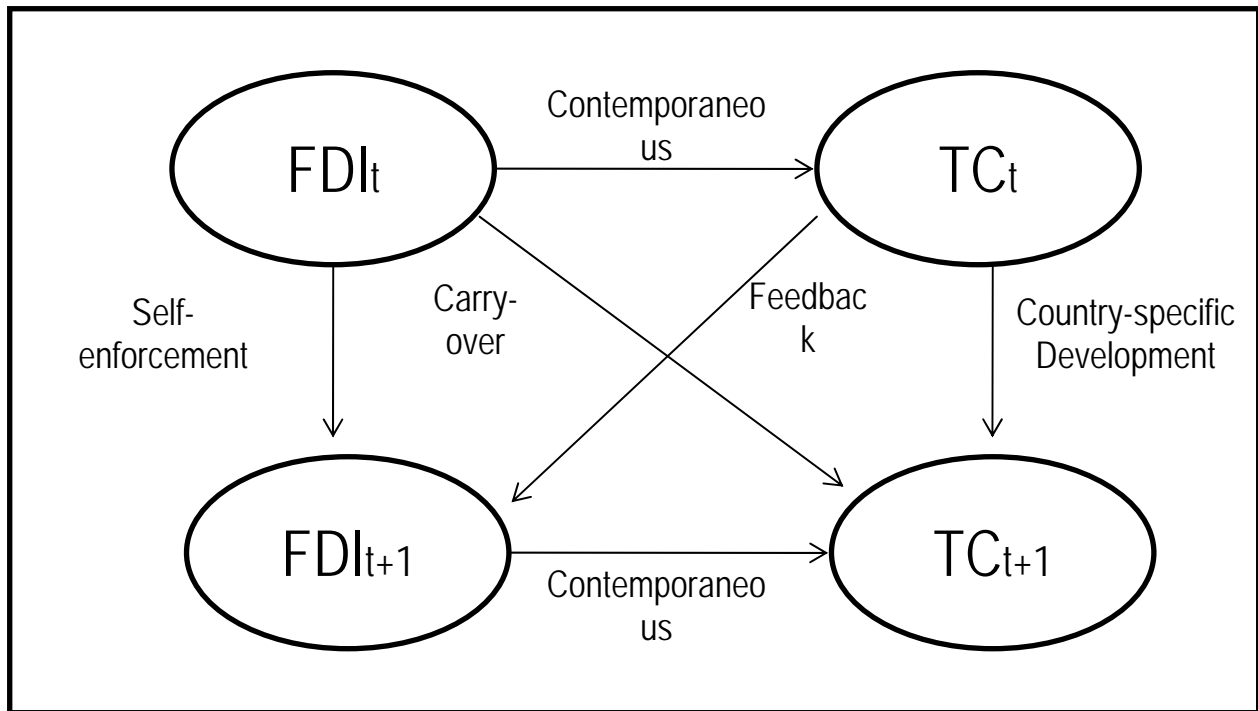 Contemporaneo
us
FDIt
TCt
Self-
enforcement
Carry-
over
Feedbac
k
Country-specific
Development
FDIt+1
TCt+1
Contemporaneo
us